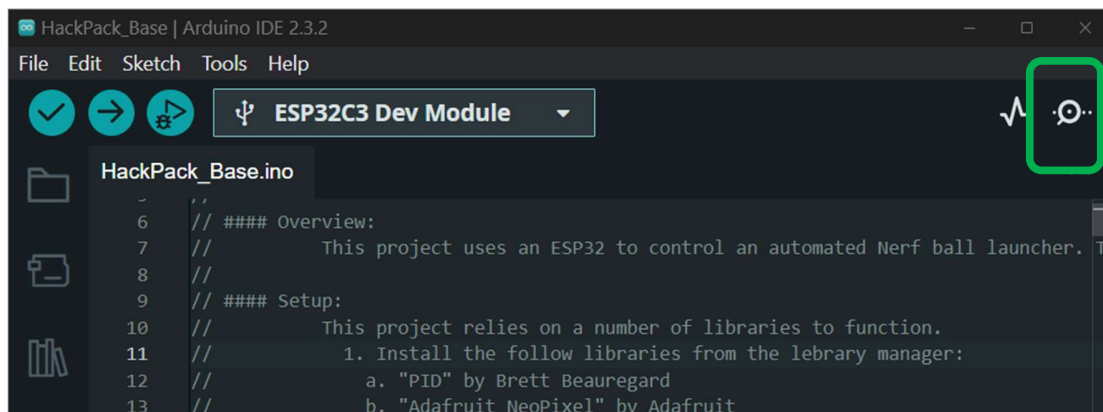 HackPack_Base | Arduino IDE 2.3.2
File Edit Sketch Tools Help
ESP32C3 Dev Module
HackPack_Base.ino
5 //
6 // #### Overview:
7 // This project uses an ESP32 to control an automated Nerf ball launcher. T
8 //
9 // #### Setup:
10 // This project relies on a number of libraries to function.
11 // 1. Install the follow libraries from the lebrary manager:
12 // a. "PID" by Brett Beauregard
13 // b. "Adafruit NeoPixel" by Adafruit